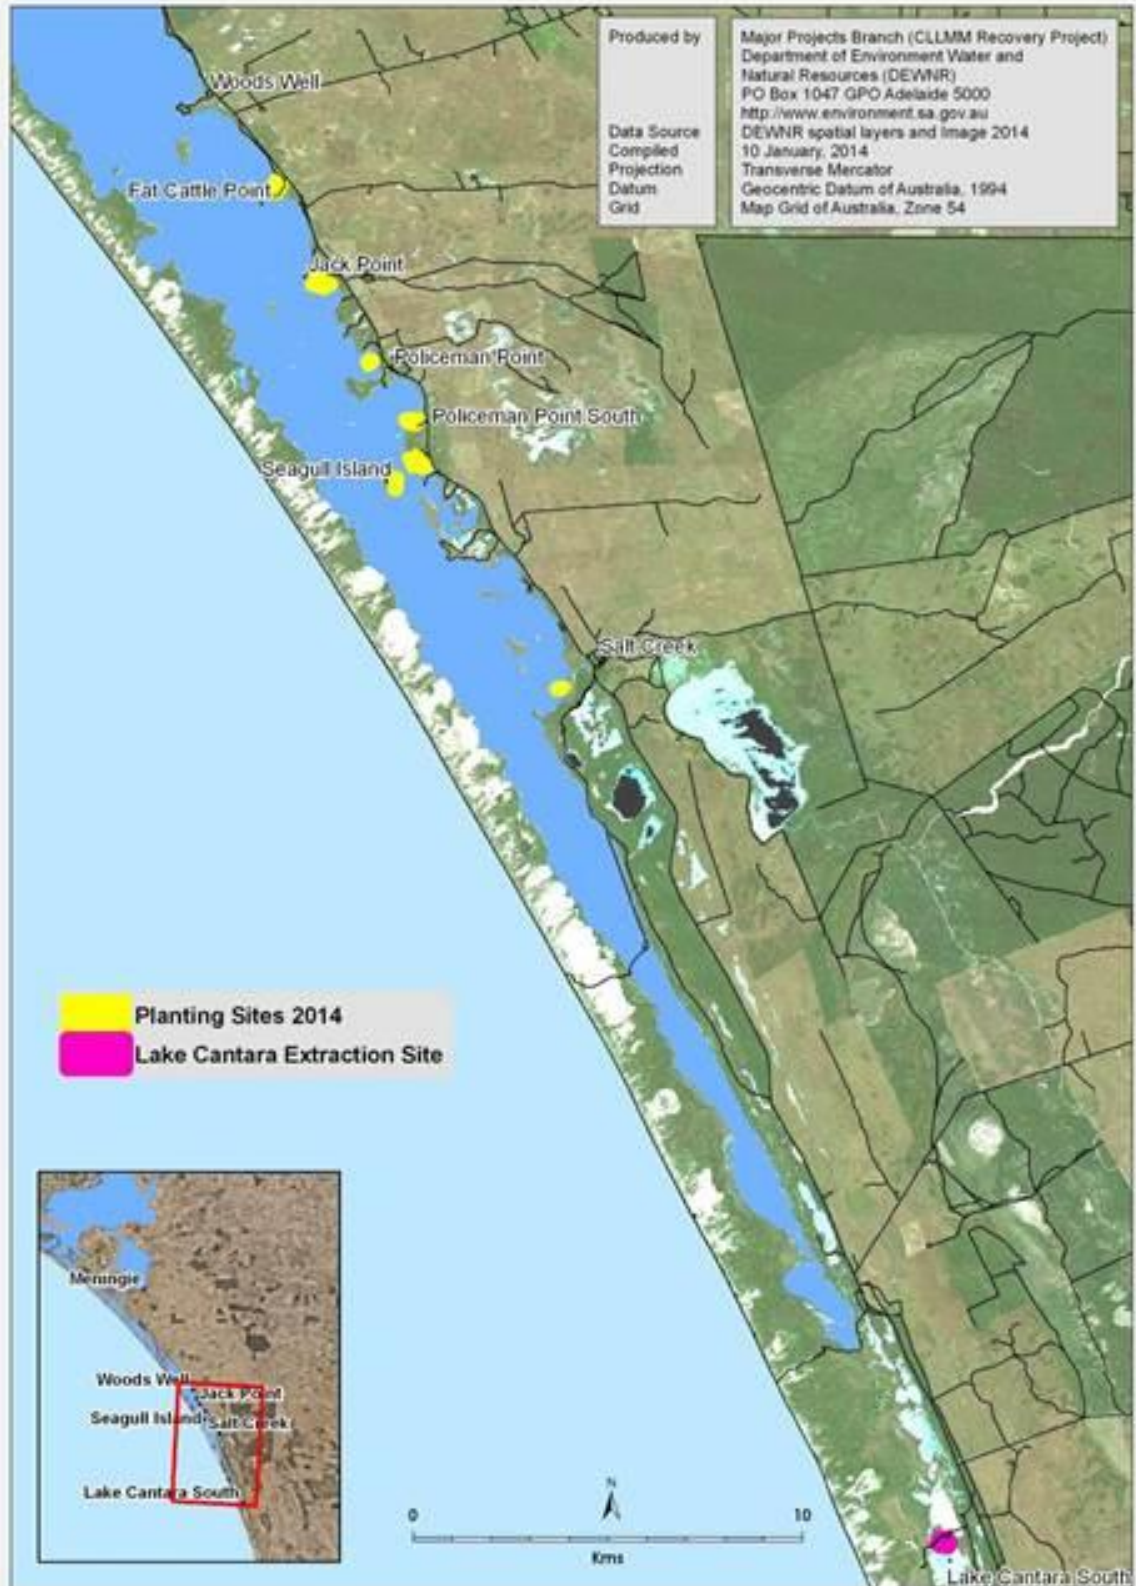 Produced by Major Projects Branch (CLLMM Recovery Project)
Department of Environment Water and
Natural Resources (DEWNR)
PO Box 1047 GPO Adelaide 5000
http://www.environment.sa.gov.au
Data Source DEWNR spatial layers and Image 2014
Compiled 10 January, 2014
Projection Transverse Mercator
Datum Geocentric Datum of Australia, 1994
Grid Map Grid of Australia, Zone 54
Woods Well
Fat Cattle Point
Jack Point
Policeman Point
Policeman Point South
Seagull Island
Salt Creek
Planting Sites 2014
Lake Cantara Extraction Site
Meningie
Woods Well
Jack Point
Seagull Island
Salt Creek
Lake Cantara South
N
0 10
Kms
Lake Cantara South